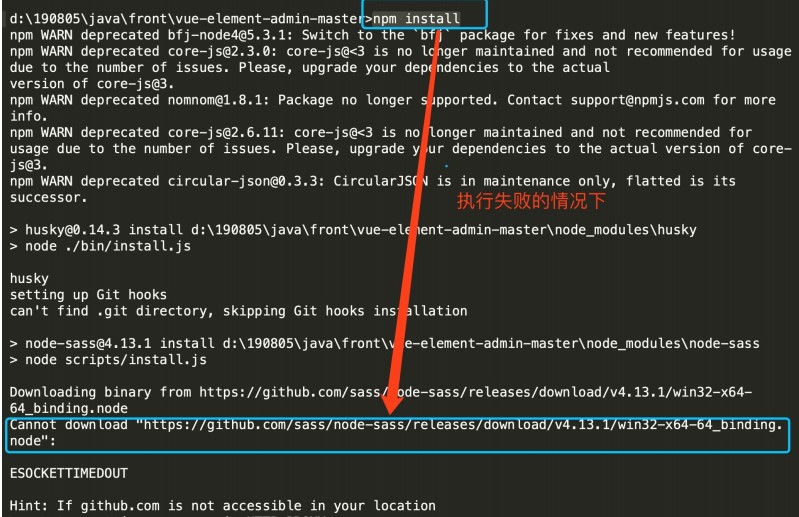 d:\190805\java\front\vue-element-admin-master>npm install
npm WARN deprecated bfj-node4@5.3.1: Switch to the `bfj` package for fixes and new features!
npm WARN deprecated core-js@2.3.0: core-js@<3 is no longer maintained and not recommended for usage
due to the number of issues. Please, upgrade your dependencies to the actual
version of core-js@3.
npm WARN deprecated nomnom@1.8.1: Package no longer supported. Contact support@npmjs.com for more
info.
npm WARN deprecated core-js@2.6.11: core-js@<3 is no longer maintained and not recommended for
usage due to the number of issues. Please, upgrade your dependencies to the actual version of core-
js@3.
npm WARN deprecated circular-json@0.3.3: CircularJSON is in maintenance only, flatted is its
successor.
执行失败的情况下
> husky@0.14.3 install d:\190805\java\front\vue-element-admin-master\node_modules\husky
> node ./bin/install.js
husky
setting up Git hooks
can't find .git directory, skipping Git hooks installation
> node-sass@4.13.1 install d:\190805\java\front\vue-element-admin-master\node_modules\node-sass
> node scripts/install.js
Downloading binary from https://github.com/sass/node-sass/releases/download/v4.13.1/win32-x64-
64_binding.node
Cannot download "https://github.com/sass/node-sass/releases/download/v4.13.1/win32-x64-64_binding.
node":
ESOCKETTIMEDOUT
Hint: If github.com is not accessible in your location